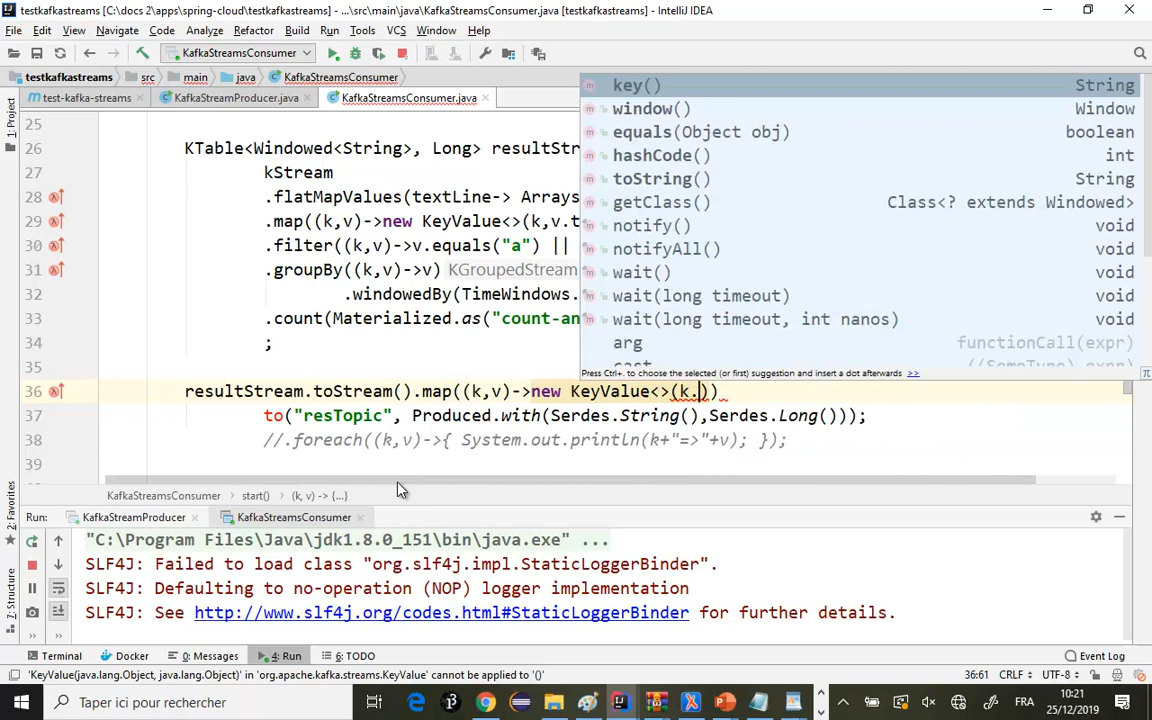 testkafkastreams [C:\docs 2\apps\spring-cloud\testkafkastreams] - ...\src\main\java\KafkaStreamsConsumer.java [testkafkastreams] - IntelliJ IDEA
File Edit View Navigate Code Analyze Refactor Build Run Tools VCS Window Help
KafkaStreamsConsumer
testkafkastreams src main java KafkaStreamsConsumer
test-kafka-streams KafkaStreamProducer.java KafkaStreamsConsumer.java
1: Project
2: Favorites
Z: Structure
25
26 KTable<Windowed<String>, Long> resultStr
27 kStream
28 .flatMapValues(textLine-> Arrays
29 .map((k,v)->new KeyValue<>(k,v.t
30 .filter((k,v)->v.equals("a") ||
31 .groupBy((k,v)->v) KGroupedStream
32 .windowedBy(TimeWindows.
33 .count(Materialized.as("count-an
34 ;
35
36 resultStream.toStream().map((k,v)->new KeyValue<>(k.))
37 to("resTopic", Produced.with(Serdes.String(),Serdes.Long()));
38 //.foreach((k,v)->{ System.out.println(k+"=>"+v); });
39
key() String
window() Window
equals(Object obj) boolean
hashCode() int
toString() String
getClass() Class<? extends Windowed>
notify() void
notifyAll() void
wait() void
wait(long timeout) void
wait(long timeout, int nanos) void
arg functionCall(expr)
cast ((SomeType) expr)
Press Ctrl+. to choose the selected (or first) suggestion and insert a dot afterwards >>
KafkaStreamsConsumer start() (k, v) -> {...}
Run: KafkaStreamProducer KafkaStreamsConsumer
"C:\Program Files\Java\jdk1.8.0_151\bin\java.exe" ...
SLF4J: Failed to load class "org.slf4j.impl.StaticLoggerBinder".
SLF4J: Defaulting to no-operation (NOP) logger implementation
SLF4J: See http://www.slf4j.org/codes.html#StaticLoggerBinder for further details.
Terminal Docker 0: Messages 4: Run 6: TODO Event Log
'KeyValue(java.lang.Object, java.lang.Object)' in 'org.apache.kafka.streams.KeyValue' cannot be applied to '()' 36:61 CRLF UTF-8
Taper ici pour rechercher
FRA
10:21
25/12/2019